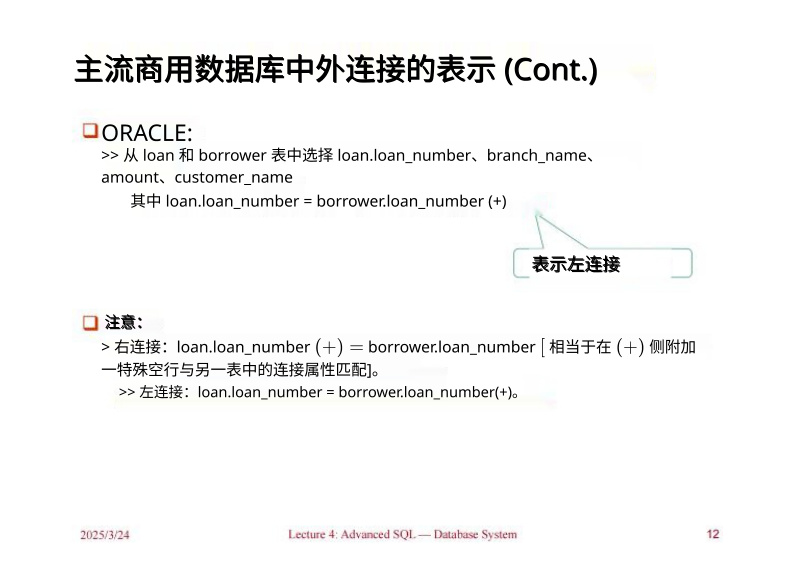 主流商用数据库中外连接的表示 (Cont.)
ORACLE:
>> 从 loan 和 borrower 表中选择 loan.loan_number、branch_name、
amount、customer_name
其中 loan.loan_number = borrower.loan_number (+)
表示左连接
注意：
> 右连接：loan.loan_number (+) = borrower.loan_number [ 相当于在 (+) 侧附加
一特殊空行与另一表中的连接属性匹配]。
>> 左连接：loan.loan_number = borrower.loan_number(+)。
2025/3/24 Lecture 4: Advanced SQL — Database System 12